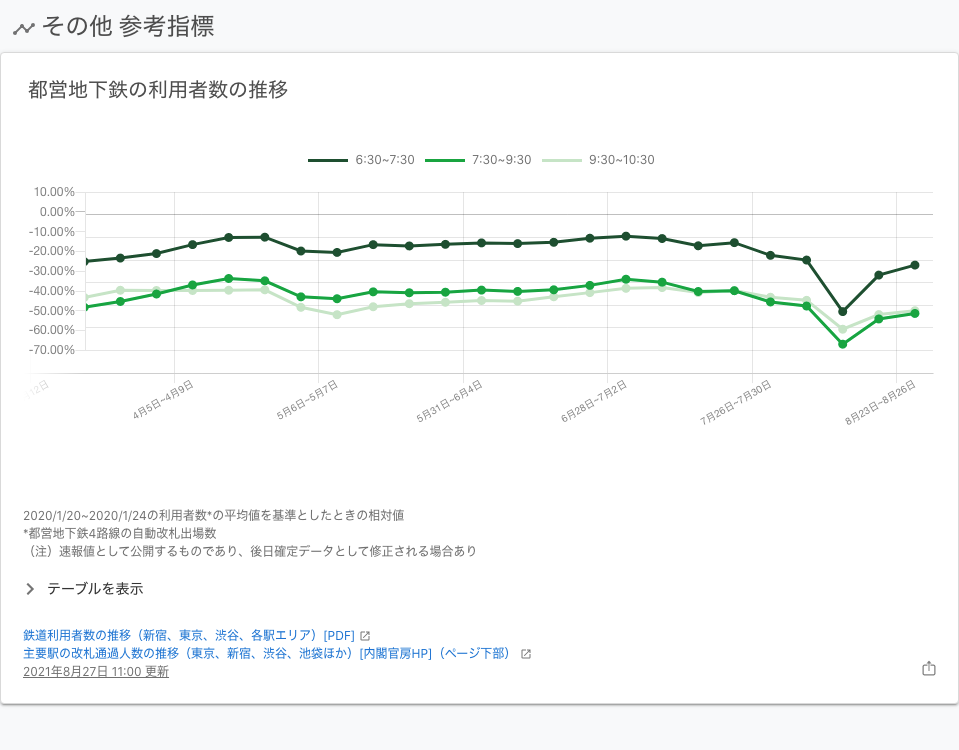 その他 参考指標
都営地下鉄の利用者数の推移
6:30~7:30 7:30~9:30 9:30~10:30
10.00%
0.00%
-10.00%
-20.00%
-30.00%
-40.00%
-50.00%
-60.00%
-70.00%
12日 4月5日~4月9日 5月6日~5月7日 5月31日~6月4日 6月28日~7月2日 7月26日~7月30日 8月23日~8月26日
2020/1/20~2020/1/24の利用者数*の平均値を基準としたときの相対値
*都営地下鉄4路線の自動改札出場数
（注）速報値として公開するものであり、後日確定データとして修正される場合あり
テーブルを表示
鉄道利用者数の推移（新宿、東京、渋谷、各駅エリア）[PDF]
主要駅の改札通過人数の推移（東京、新宿、渋谷、池袋ほか）[内閣官房HP]（ページ下部）
2021年8月27日 11:00 更新